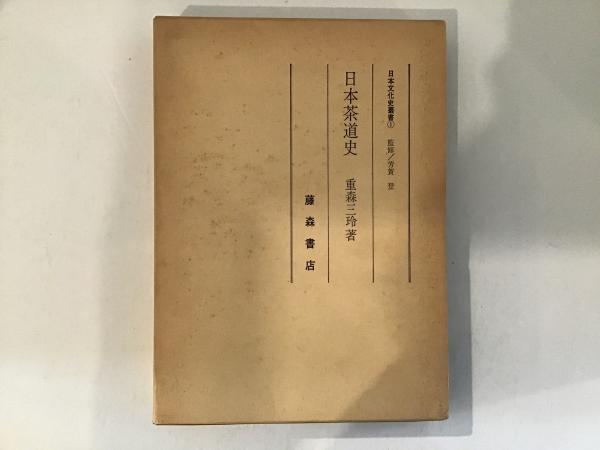 日本文化史叢書① 監修／芳賀 登
日本茶道史 重森三玲著
藤森書店